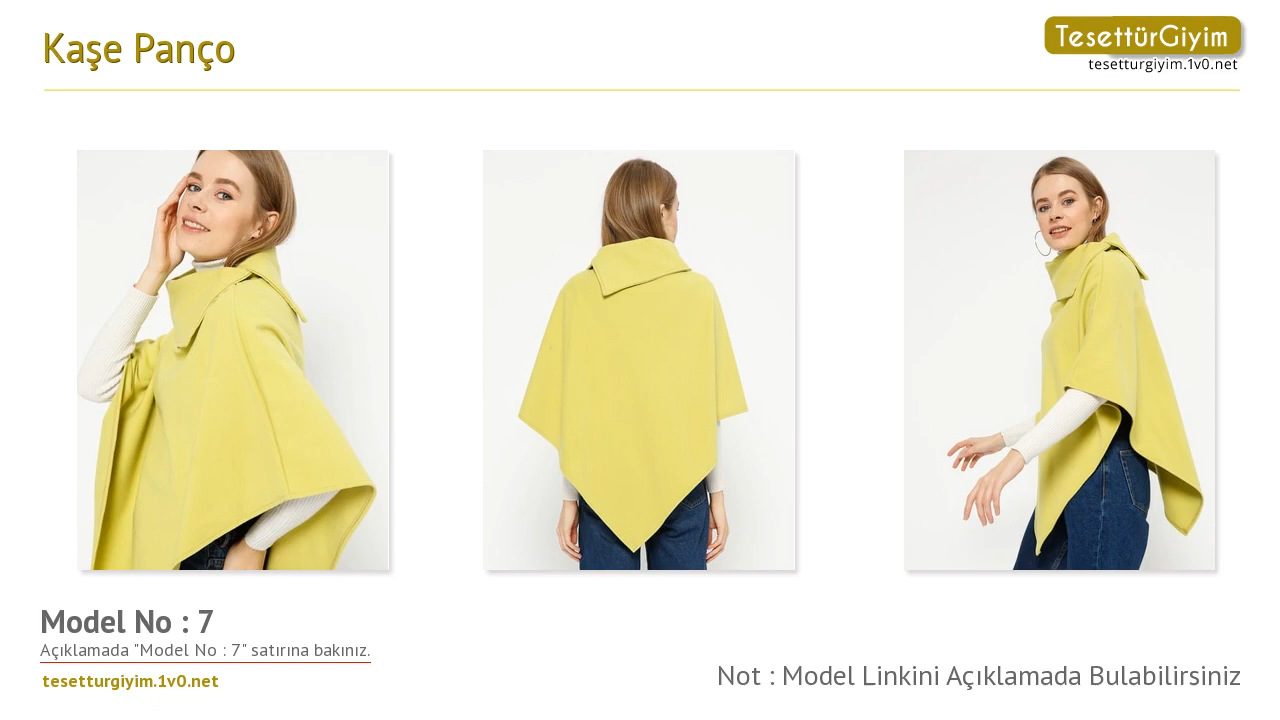 Kaşe Panço
TesettürGiyim
tesetturgiyim.1v0.net
Model No : 7
Açıklamada "Model No : 7" satırına bakınız.
tesetturgiyim.1v0.net
Not : Model Linkini Açıklamada Bulabilirsiniz